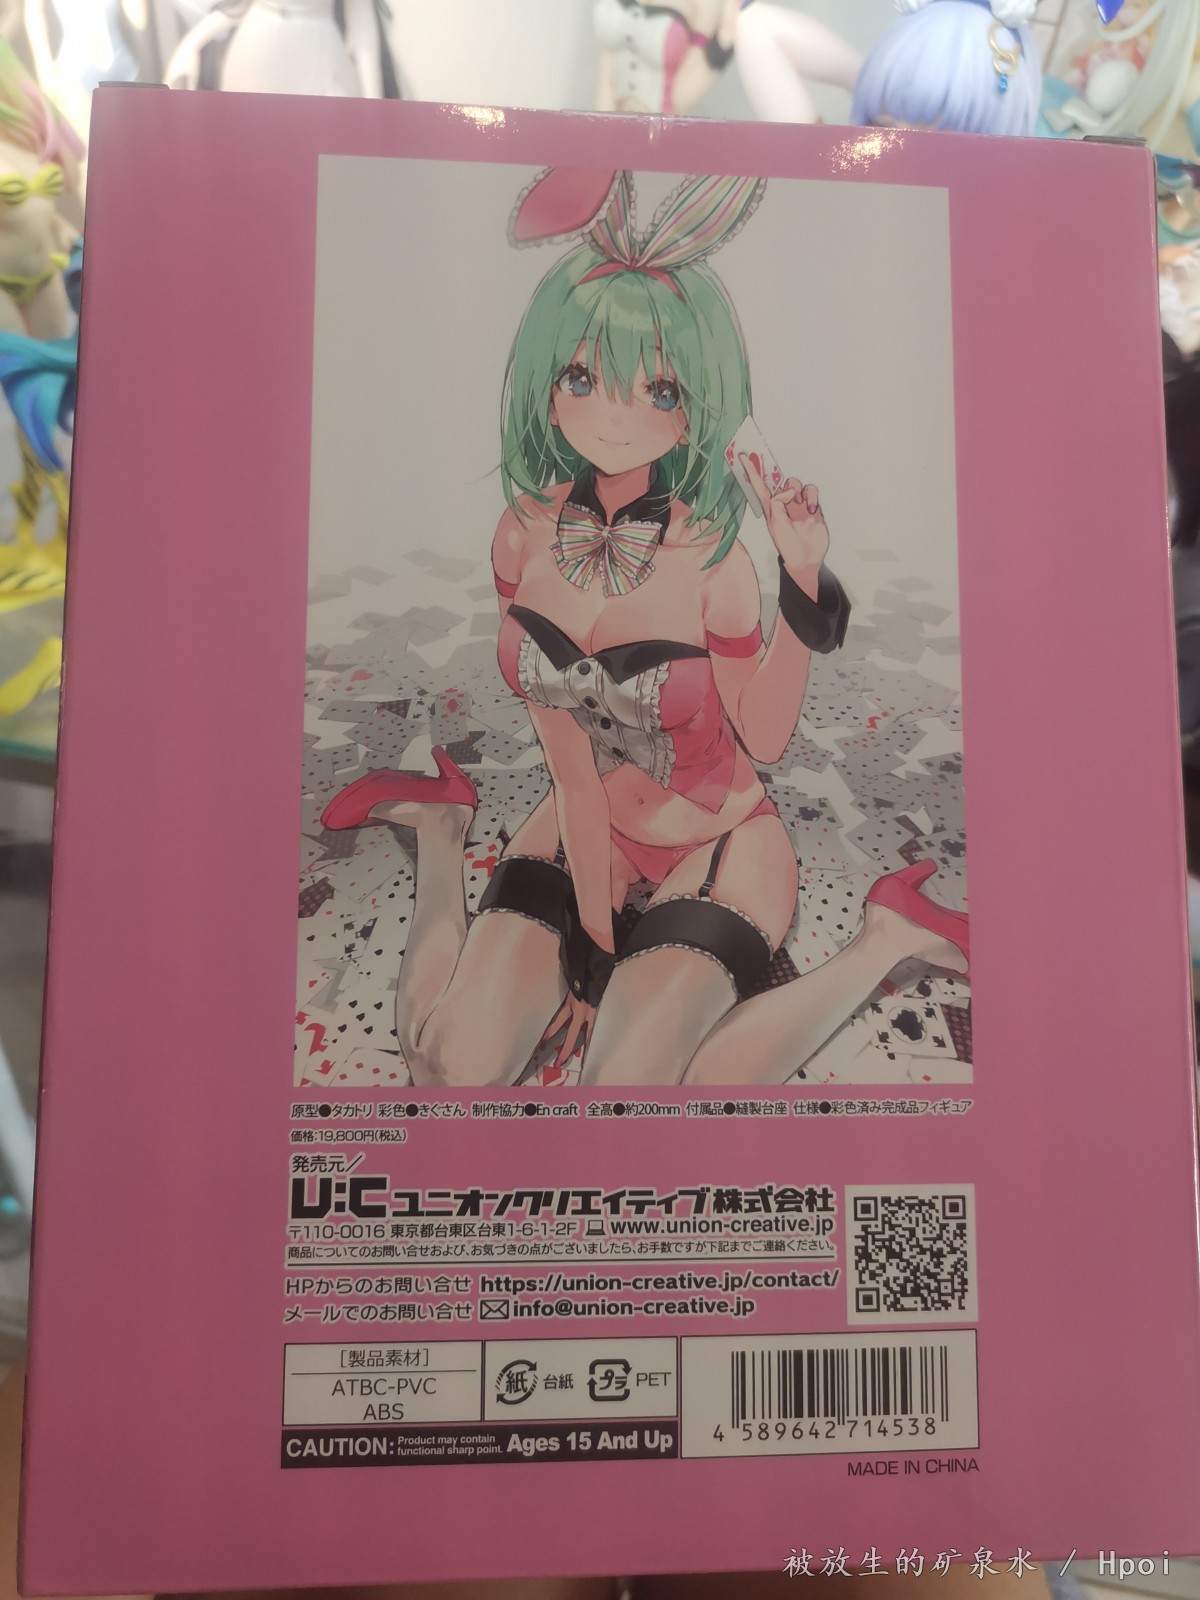 原型●タカトリ 彩色●きぐさん 制作協力●En craft 全高●約200mm 付属品●縫製台座 仕様●彩色済み完成品フィギュア
価格:19,800円(税込)
発売元／
U:C ユニオンクリエイティブ株式会社
〒110-0016 東京都台東区台東1-6-1-2F www.union-creative.jp
商品についてのお問い合せおよび、お気づきの点がございましたら、お手数ですが下記までご連絡ください。
HPからのお問い合せ https://union-creative.jp/contact/
メールでのお問い合せ info@union-creative.jp
［製品素材］
ATBC-PVC
ABS
紙 台紙 プラ PET
4 589642 714538
CAUTION: Product may contain functional sharp point. Ages 15 And Up
MADE IN CHINA
被放生的矿泉水 / Hpoi